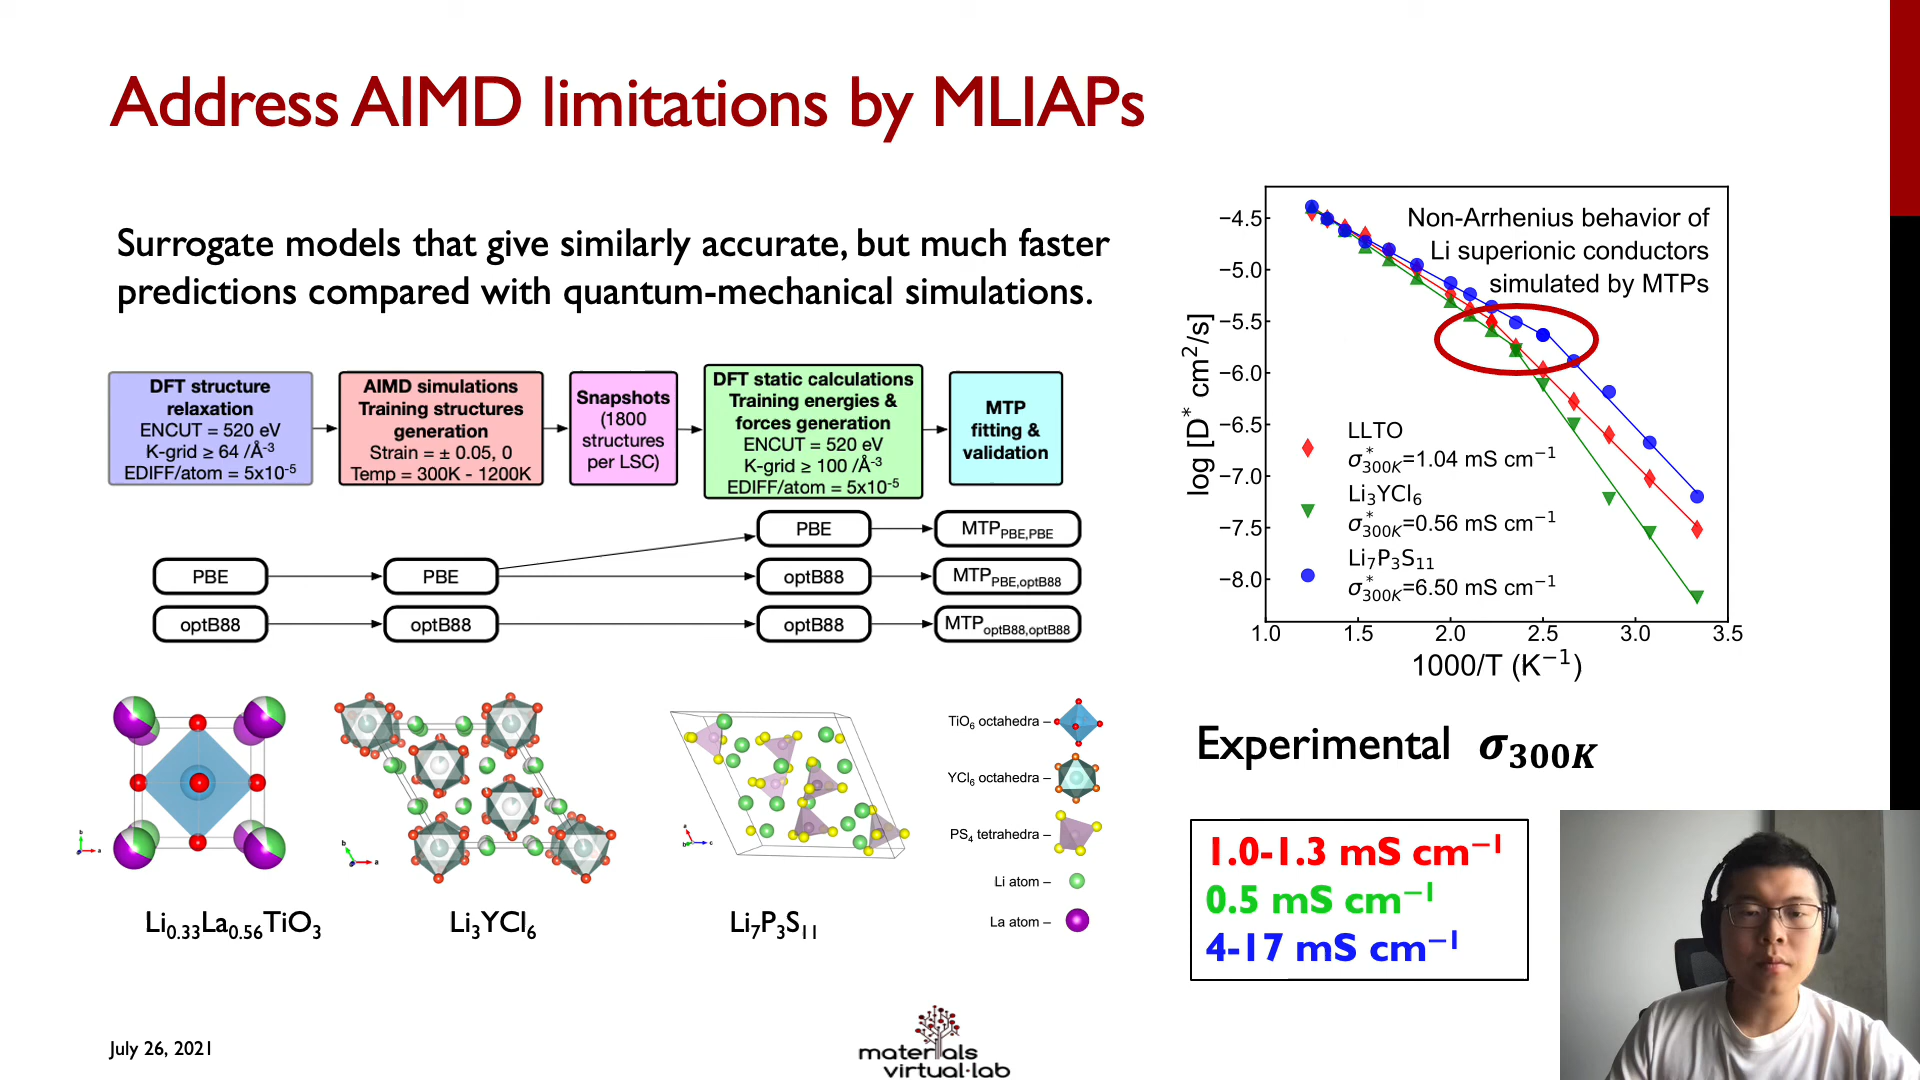 Address AIMD limitations by MLIAPs
Surrogate models that give similarly accurate, but much faster
predictions compared with quantum-mechanical simulations.
DFT structure
relaxation
ENCUT = 520 eV
K-grid ≥ 64 /Å⁻³
EDIFF/atom = 5x10⁻⁵
AIMD simulations
Training structures
generation
Strain = ± 0.05, 0
Temp = 300K - 1200K
Snapshots
(1800
structures
per LSC)
DFT static calculations
Training energies &
forces generation
ENCUT = 520 eV
K-grid ≥ 100 /Å⁻³
EDIFF/atom = 5x10⁻⁵
MTP
fitting &
validation
PBE
MTP PBE,PBE
PBE
PBE
optB88
MTP PBE,optB88
optB88
optB88
optB88
MTP optB88,optB88
TiO₆ octahedra –
YCl₆ octahedra –
PS₄ tetrahedra –
Li atom –
La atom –
b
a
b
a
a
b
c
Li₀.₃₃La₀.₅₆TiO₃
Li₃YCl₆
Li₇P₃S₁₁
log [D* cm²/s]
−4.5
−5.0
−5.5
−6.0
−6.5
−7.0
−7.5
−8.0
Non-Arrhenius behavior of
Li superionic conductors
simulated by MTPs
LLTO
σ*300K=1.04 mS cm⁻¹
Li₃YCl₆
σ*300K=0.56 mS cm⁻¹
Li₇P₃S₁₁
σ*300K=6.50 mS cm⁻¹
1.0 1.5 2.0 2.5 3.0 3.5
1000/T (K⁻¹)
Experimental σ300K
1.0-1.3 mS cm⁻¹
0.5 mS cm⁻¹
4-17 mS cm⁻¹
July 26, 2021
materials
virtual·lab